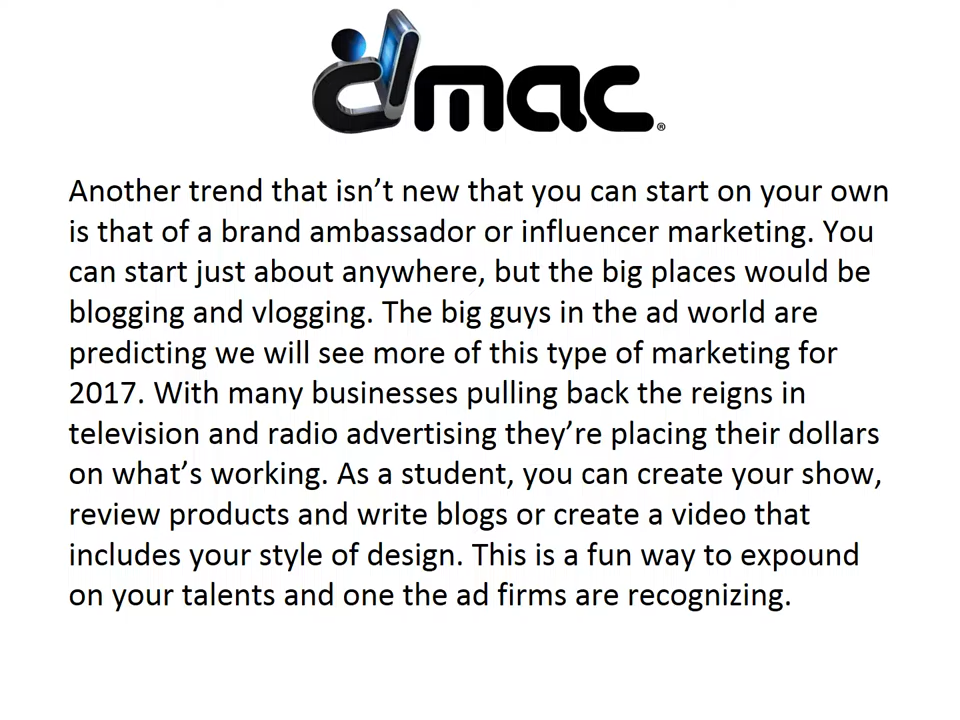 dmac®
Another trend that isn’t new that you can start on your own
is that of a brand ambassador or influencer marketing. You
can start just about anywhere, but the big places would be
blogging and vlogging. The big guys in the ad world are
predicting we will see more of this type of marketing for
2017. With many businesses pulling back the reigns in
television and radio advertising they’re placing their dollars
on what’s working. As a student, you can create your show,
review products and write blogs or create a video that
includes your style of design. This is a fun way to expound
on your talents and one the ad firms are recognizing.